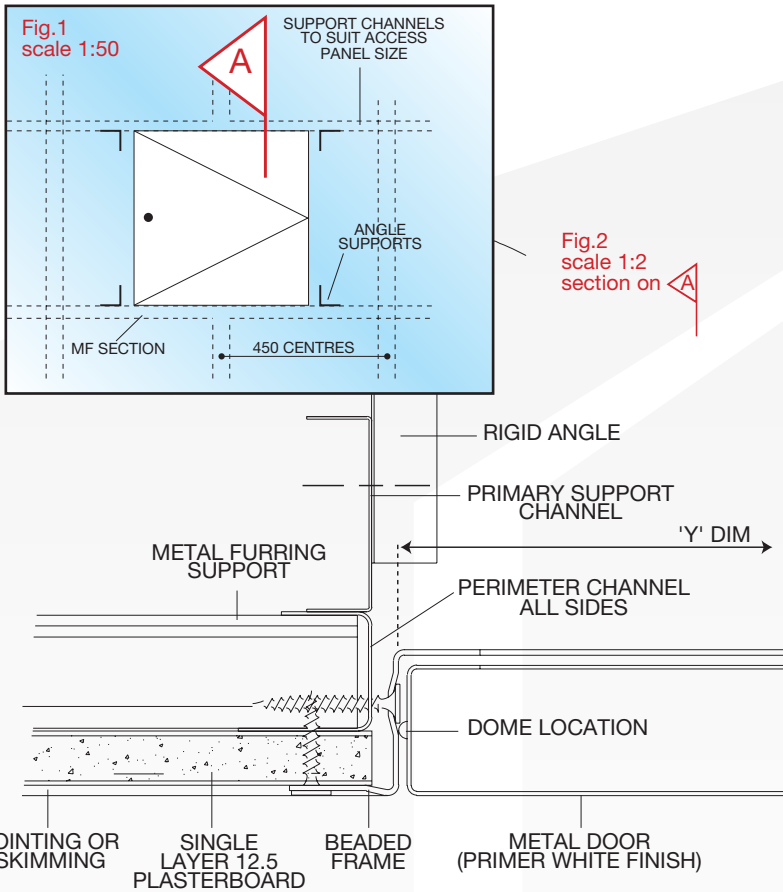 Fig.1
scale 1:50
SUPPORT CHANNELS
TO SUIT ACCESS
PANEL SIZE
A
ANGLE
SUPPORTS
MF SECTION
450 CENTRES
Fig.2
scale 1:2
section on A
RIGID ANGLE
PRIMARY SUPPORT
CHANNEL
'Y' DIM
METAL FURRING
SUPPORT
PERIMETER CHANNEL
ALL SIDES
DOME LOCATION
OINTING OR
SKIMMING
SINGLE
LAYER 12.5
PLASTERBOARD
BEADED
FRAME
METAL DOOR
(PRIMER WHITE FINISH)